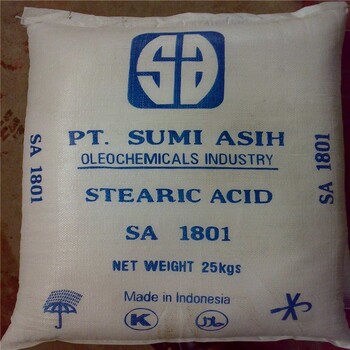 SA
PT. SUMI ASIH
OLEOCHEMICALS INDUSTRY
STEARIC ACID
SA 1801
NET WEIGHT 25kgs
Made in Indonesia
K
SA 1801
SA 1801